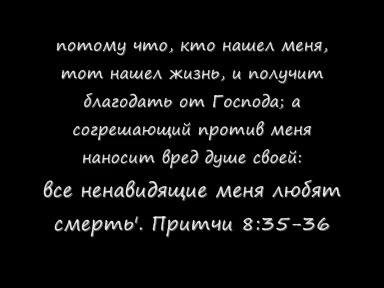 потому что, кто нашел меня,
тот нашел жизнь, и получит
благодать от Господа; а
согрешающий против меня
наносит вред душе своей:
все ненавидящие меня любят
смерть'. Притчи 8:35-36